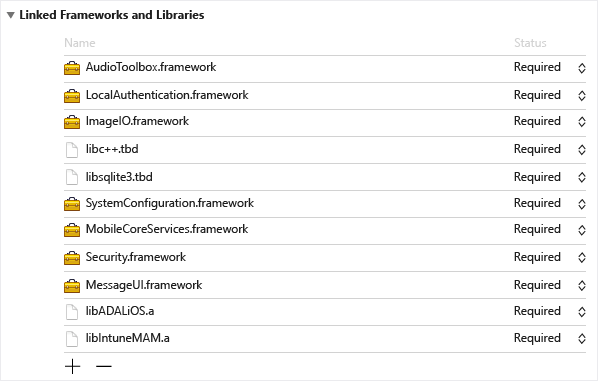 Linked Frameworks and Libraries
Name Status
AudioToolbox.framework Required
LocalAuthentication.framework Required
ImageIO.framework Required
libc++.tbd Required
libsqlite3.tbd Required
SystemConfiguration.framework Required
MobileCoreServices.framework Required
Security.framework Required
MessageUI.framework Required
libADALiOS.a Required
libIntuneMAM.a Required